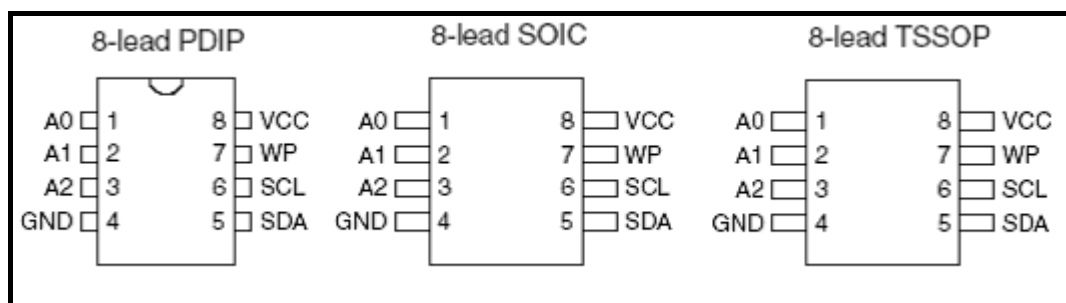 8-lead PDIP
A0 1 8 VCC
A1 2 7 WP
A2 3 6 SCL
GND 4 5 SDA
8-lead SOIC
A0 1 8 VCC
A1 2 7 WP
A2 3 6 SCL
GND 4 5 SDA
8-lead TSSOP
A0 1 8 VCC
A1 2 7 WP
A2 3 6 SCL
GND 4 5 SDA